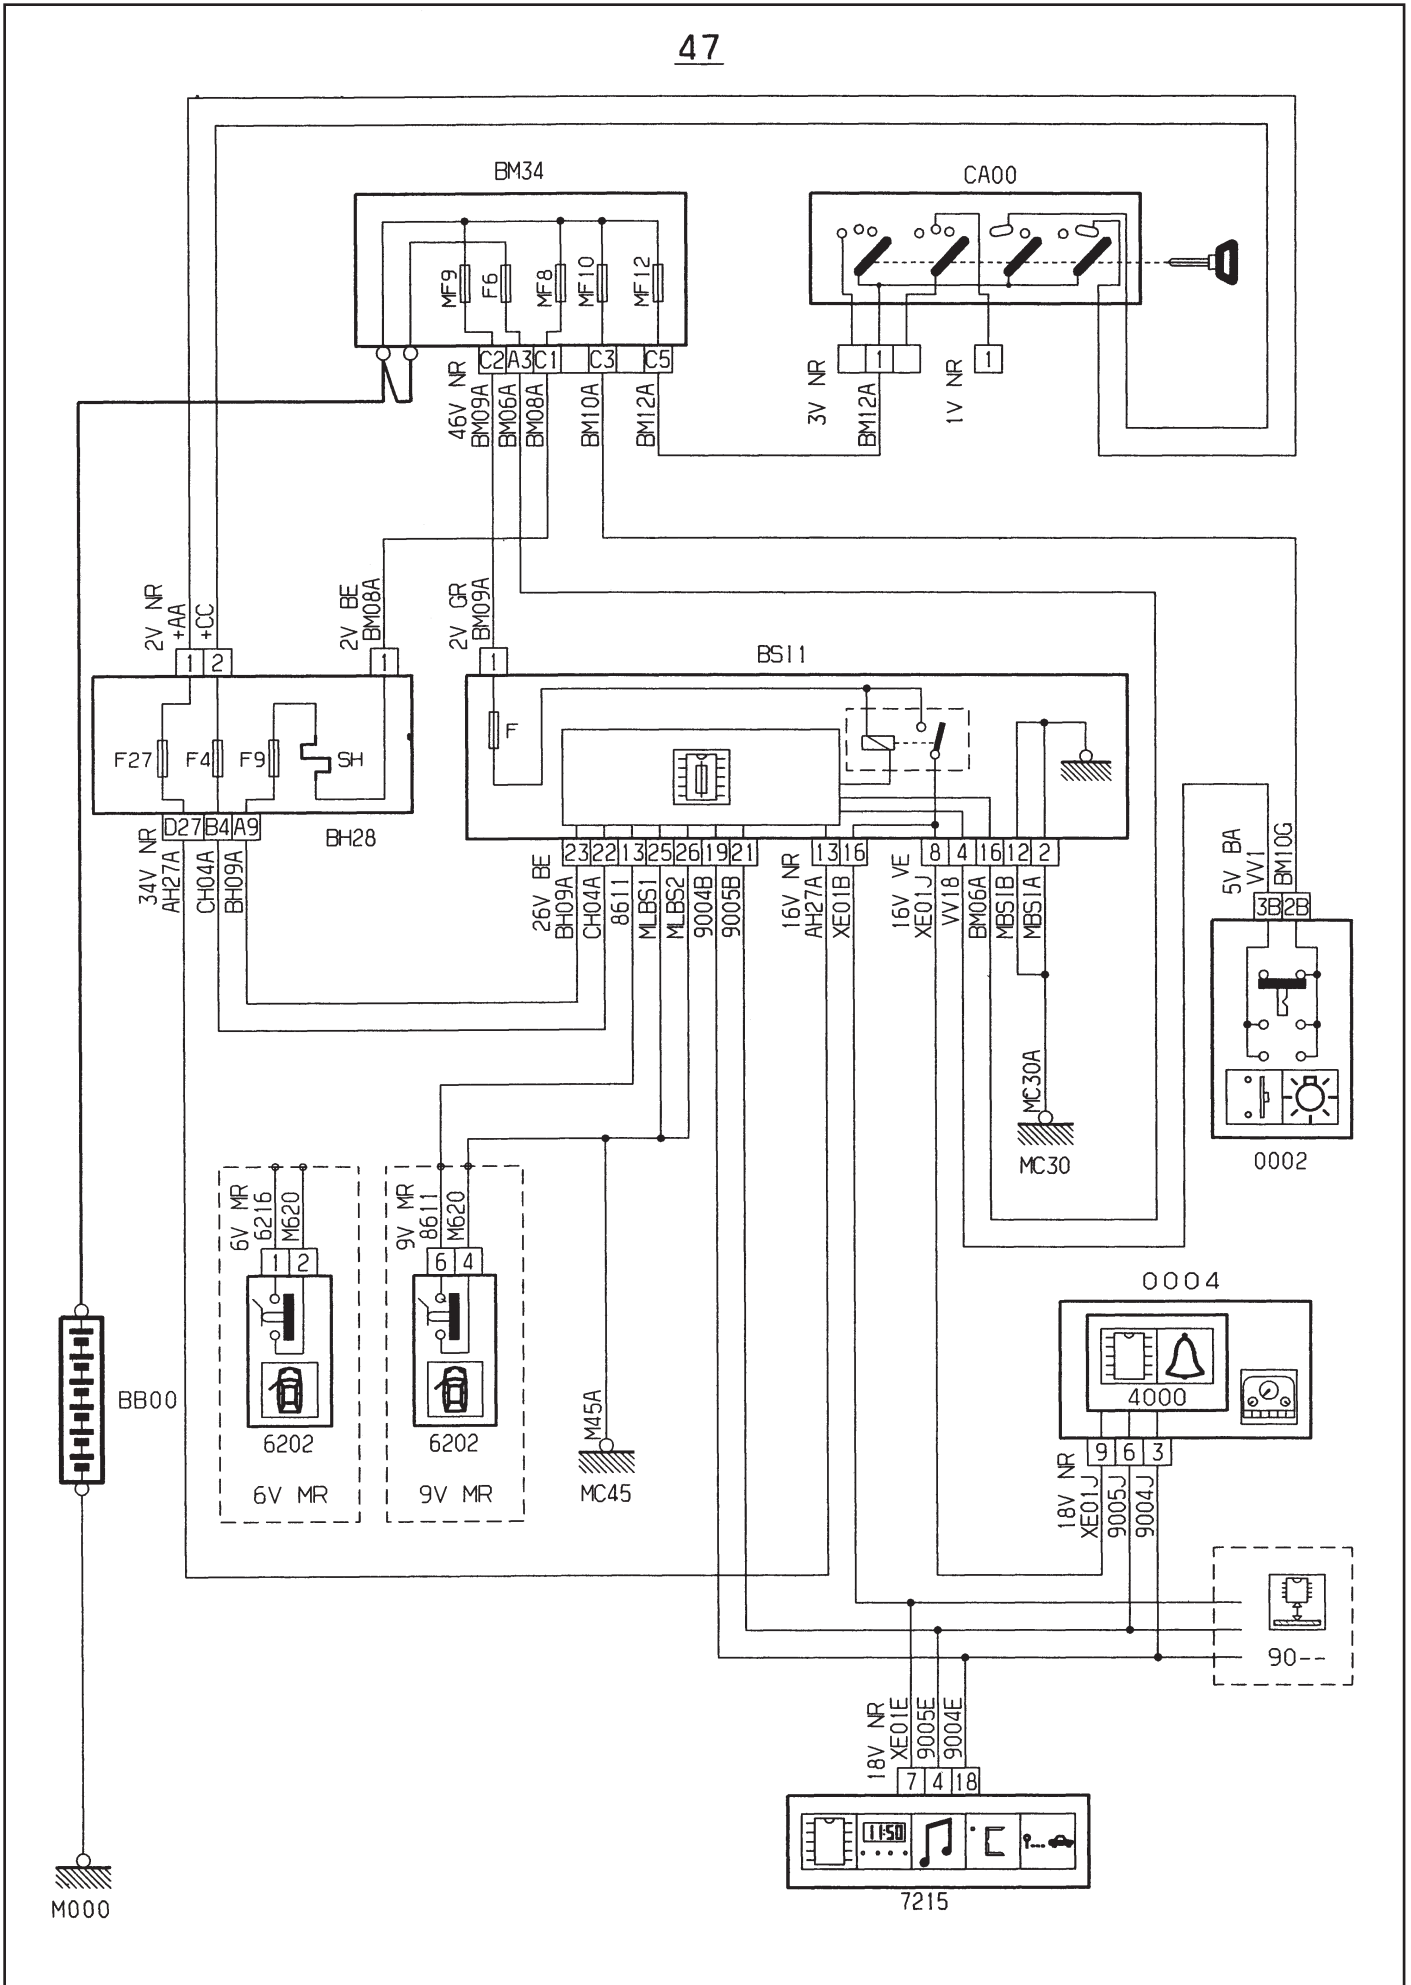 47
BM34
CA00
MF9
F6
MF8
MF10
MF12
C2
A3
C1
C3
C5
1
1
46V NR
BM09A
BM06A
BM08A
BM10A
BM12A
3V NR
BM12A
1V NR
2V NR
+AA
+CC
2V BE
BM08A
2V GR
BM09A
1
2
1
1
BSI1
F27
F4
F9
SH
F
D27
B4
A9
BH28
34V NR
AH27A
CH04A
BH09A
23
22
13
25
26
19
21
13
16
8
4
16
12
2
26V BE
BH09A
CH04A
8611
MLBS1
MLBS2
9004B
9005B
16V NR
AH27A
XE01B
16V VE
XE01J
VV18
BM06A
MBS1B
MBS1A
5V BA
VV1
BM10G
3B
2B
0002
MC30A
MC30
6V MR
6216
M620
9V MR
8611
M620
1
2
6
4
6202
6202
6V MR
9V MR
M45A
MC45
BB00
0004
4000
9
6
3
18V NR
XE01J
9005J
9004J
90--
18V NR
XE01E
9005E
9004E
7
4
18
11:50
°C
7215
M000